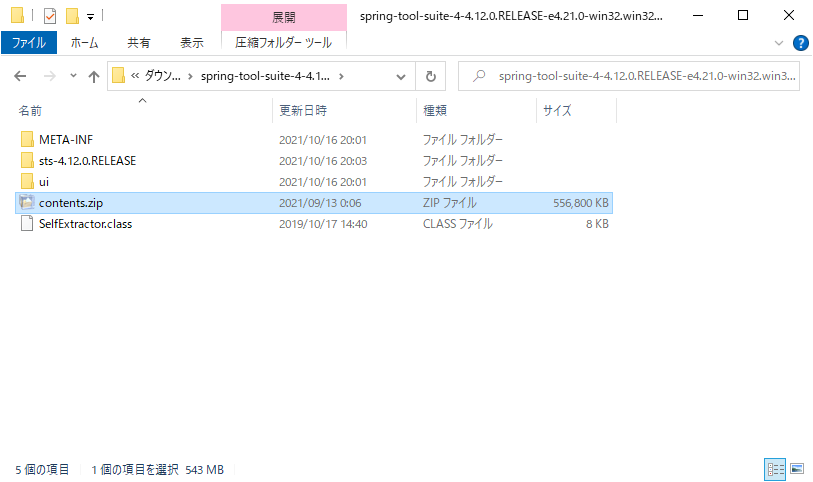 展開
spring-tool-suite-4-4.12.0.RELEASE-e4.21.0-win32.win32...
ファイル ホーム 共有 表示 圧縮フォルダー ツール
« ダウン... › spring-tool-suite-4-4.1... ›
spring-tool-suite-4-4.12.0.RELEASE-e4.21.0-win32.win3...
名前 更新日時 種類 サイズ
META-INF 2021/10/16 20:01 ファイル フォルダー
sts-4.12.0.RELEASE 2021/10/16 20:03 ファイル フォルダー
ui 2021/10/16 20:01 ファイル フォルダー
contents.zip 2021/09/13 0:06 ZIP ファイル 556,800 KB
SelfExtractor.class 2019/10/17 14:40 CLASS ファイル 8 KB
5 個の項目 1 個の項目を選択 543 MB